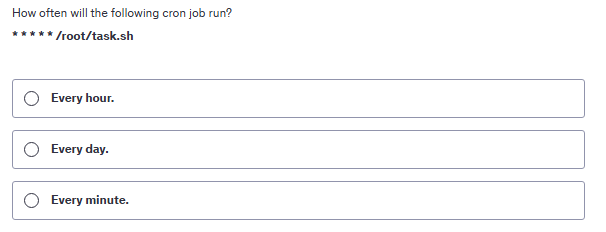 How often will the following cron job run?
* * * * * /root/task.sh
Every hour.
Every day.
Every minute.